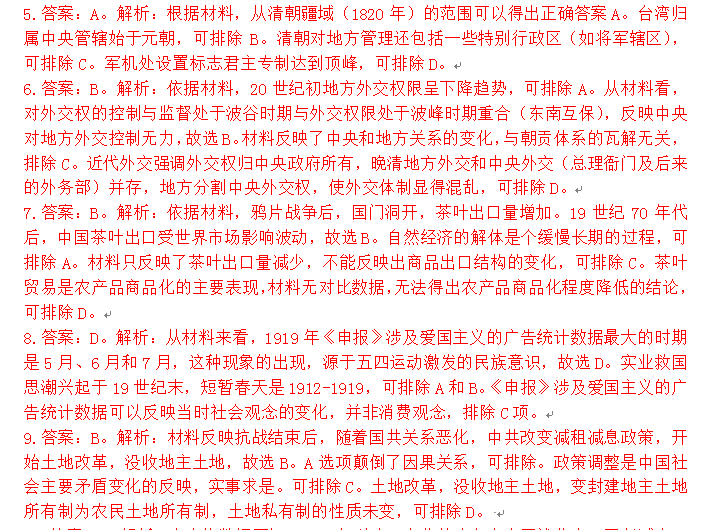 5.答案：A。解析：根据材料，从清朝疆域（1820 年）的范围可以得出正确答案 A。台湾归
属中央管辖始于元朝，可排除 B。清朝对地方管理还包括一些特别行政区（如将军辖区），
可排除 C。军机处设置标志君主专制达到顶峰，可排除 D。
6.答案：B。解析：依据材料，20 世纪初地方外交权限呈下降趋势，可排除 A。从材料看，
对外交权的控制与监督处于波谷时期与外交权限处于波峰时期重合（东南互保），反映中央
对地方外交控制无力，故选 B。材料反映了中央和地方关系的变化，与朝贡体系的瓦解无关，
排除 C。近代外交强调外交权归中央政府所有，晚清地方外交和中央外交（总理衙门及后来
的外务部）并存，地方分割中央外交权，使外交体制显得混乱，可排除 D。
7.答案：B。解析：依据材料，鸦片战争后，国门洞开，茶叶出口量增加。19 世纪 70 年代
后，中国茶叶出口受世界市场影响波动，故选 B。自然经济的解体是个缓慢长期的过程，可
排除 A。材料只反映了茶叶出口量减少，不能反映出商品出口结构的变化，可排除 C。茶叶
贸易是农产品商品化的主要表现，材料无对比数据，无法得出农产品商品化程度降低的结论，
可排除 D。
8.答案：D。解析：从材料来看，1919 年《申报》涉及爱国主义的广告统计数据最大的时期
是 5 月、6 月和 7 月，这种现象的出现，源于五四运动激发的民族意识，故选 D。实业救国
思潮兴起于 19 世纪末，短暂春天是 1912-1919，可排除 A 和 B。《申报》涉及爱国主义的广
告统计数据可以反映当时社会观念的变化，并非消费观念，排除 C 项。
9.答案：B。解析：材料反映抗战结束后，随着国共关系恶化，中共改变减租减息政策，开
始土地改革，没收地主土地，故选 B。A 选项颠倒了因果关系，可排除。政策调整是中国社
会主要矛盾变化的反映，实事求是。可排除 C。土地改革，没收地主土地，变封建地主土地
所有制为农民土地所有制，土地私有制的性质未变，可排除 D。